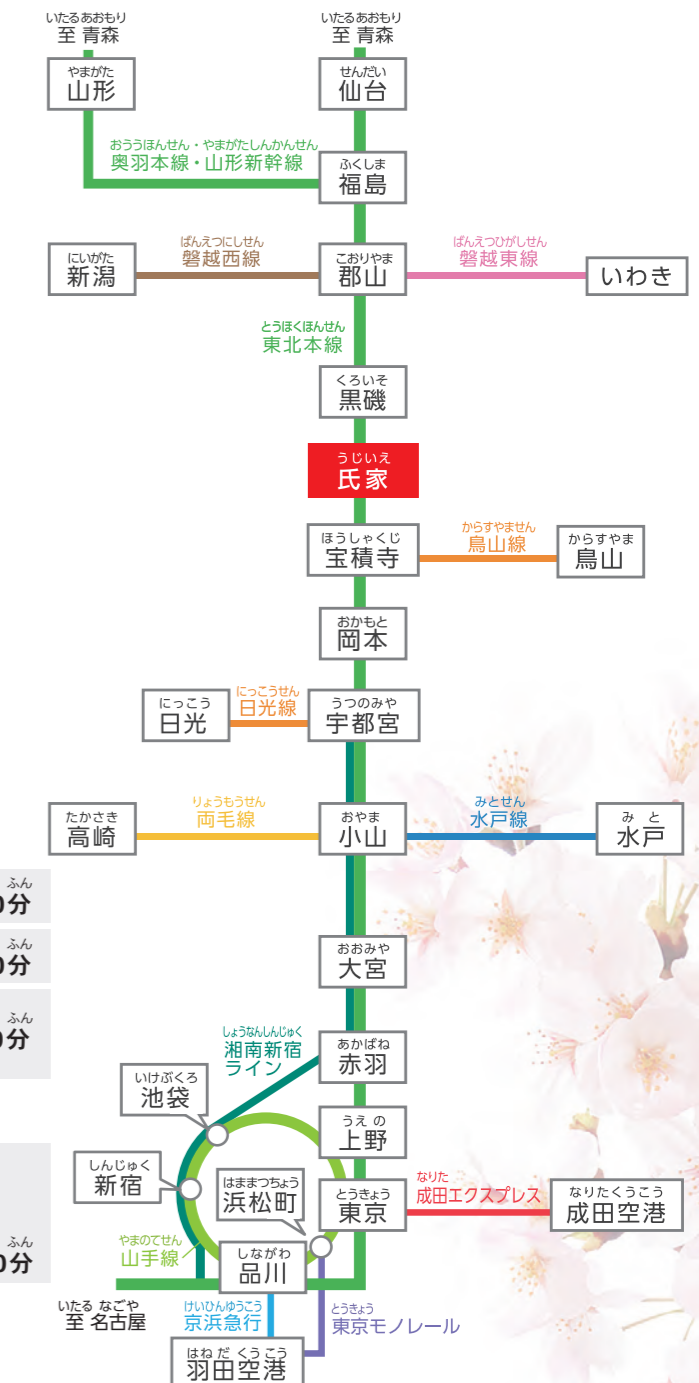 いたるあおもり
至 青森
いたるあおもり
至 青森
やまがた
山形
せんだい
仙台
おううほんせん・やまがたしんかんせん
奥羽本線・山形新幹線
ふくしま
福島
にいがた
新潟
ばんえつにしせん
磐越西線
こおりやま
郡山
ばんえつひがしせん
磐越東線
いわき
とうほくほんせん
東北本線
くろいそ
黒磯
うじいえ
氏家
ほうしゃくじ
宝積寺
からすやません
烏山線
からすやま
烏山
おかもと
岡本
にっこう
日光
にっこうせん
日光線
うつのみや
宇都宮
たかさき
高崎
りょうもうせん
両毛線
おやま
小山
みとせん
水戸線
みと
水戸
ふん
0分
ふん
0分
ふん
0分
ふん
0分
おおみや
大宮
しょうなんしんじゅく
湘南新宿
ライン
あかばね
赤羽
いけぶくろ
池袋
うえの
上野
しんじゅく
新宿
はままつちょう
浜松町
とうきょう
東京
なりた
成田エクスプレス
なりたくうこう
成田空港
やまのてせん
山手線
しながわ
品川
いたる なごや
至 名古屋
けいひんゆうこう
京浜急行
とうきょう
東京モノレール
はねだくうこう
羽田空港